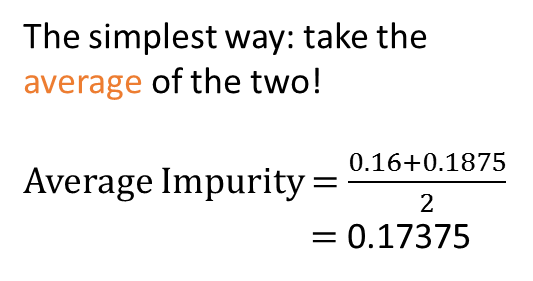 The simplest way: take the
average of the two!
Average Impurity = 0.16+0.1875 / 2
= 0.17375